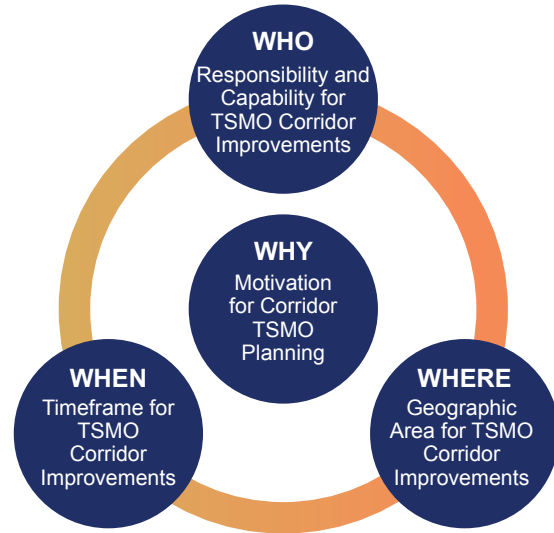 WHO
Responsibility and
Capability for
TSMO Corridor
Improvements
WHY
Motivation
for Corridor
TSMO
Planning
WHEN
Timeframe for
TSMO
Corridor
Improvements
WHERE
Geographic
Area for TSMO
Corridor
Improvements